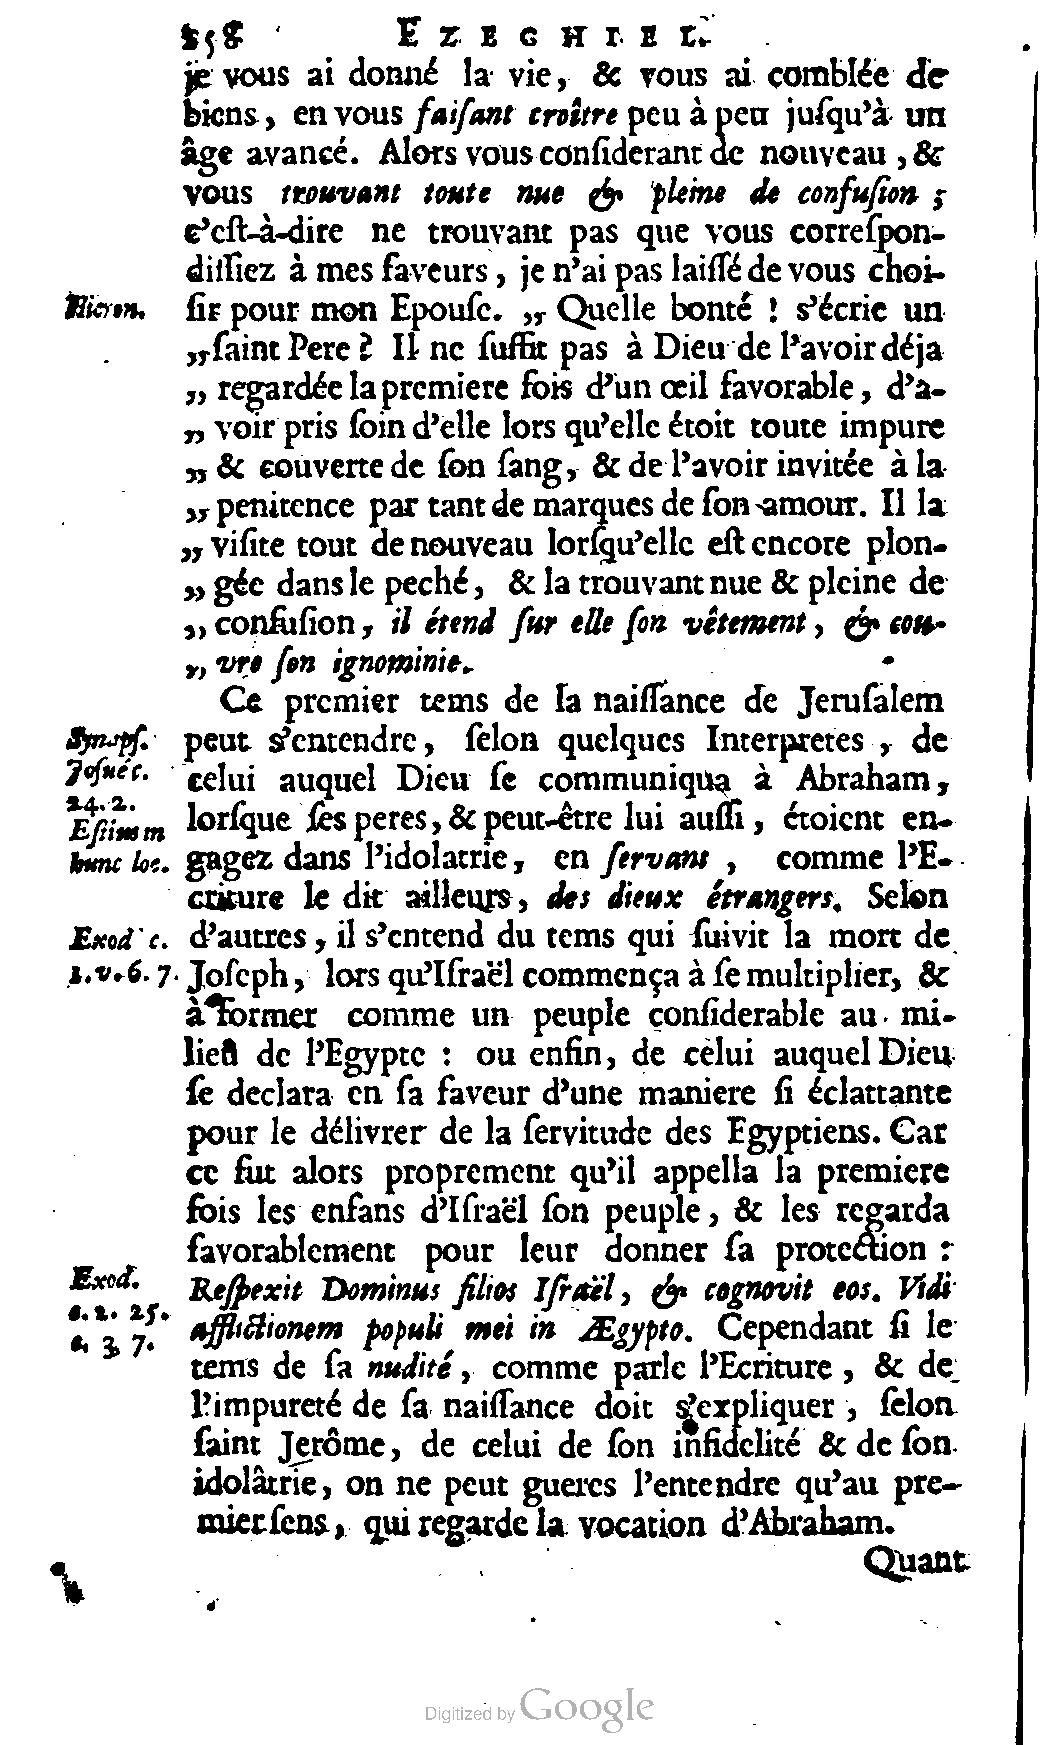 258 EZECHIEL.
je vous ai donné la vie, & vous ai comblée de
biens, en vous faiſant croître peu à peu juſqu'à un
âge avancé. Alors vous conſiderant de nouveau, &
vous trouvant toute nue & pleine de confuſion ;
c'eſt-à-dire ne trouvant pas que vous correſpon-
diſſiez à mes faveurs, je n'ai pas laiſſé de vous choi-
Hieron. ſir pour mon Epouſe. „ Quelle bonté ! s'écrie un
„ ſaint Pere ? Il ne ſuffit pas à Dieu de l'avoir déja
„ regardée la premiere fois d'un œil favorable, d'a-
„ voir pris ſoin d'elle lors qu'elle étoit toute impure
„ & couverte de ſon ſang, & de l'avoir invitée à la
„ penitence par tant de marques de ſon amour. Il la
„ viſite tout de nouveau lorſqu'elle eſt encore plon-
„ gée dans le peché, & la trouvant nue & pleine de
„ confuſion, il étend ſur elle ſon vêtement, & cou-
„ vre ſon ignominie.
Ce premier tems de la naiſſance de Jeruſalem
Synopſ. peut s'entendre, ſelon quelques Interpretes, de
Joſué c. celui auquel Dieu ſe communiqua à Abraham,
24. 2.
lorſque ſes peres, & peut-être lui auſſi, étoient en-
Eſtius in
hunc loc. gagez dans l'idolatrie, en ſervant, comme l'E-
criture le dit ailleurs, des dieux étrangers. Selon
Exod c. d'autres, il s'entend du tems qui ſuivit la mort de
1. v. 6. 7. Joſeph, lors qu'Iſraël commença à ſe multiplier, &
à former comme un peuple conſiderable au mi-
lieu de l'Egypte : ou enfin, de celui auquel Dieu
ſe declara en ſa faveur d'une maniere ſi éclattante
pour le délivrer de la ſervitude des Egyptiens. Car
ce fut alors proprement qu'il appella la premiere
fois les enfans d'Iſraël ſon peuple, & les regarda
favorablement pour leur donner ſa protection :
Exod. Reſpexit Dominus filios Iſraël, & cognovit eos. Vidi
c. 2. 25.
c. 3. 7. afflictionem populi mei in Ægypto. Cependant ſi le
tems de ſa nudité, comme parle l'Ecriture, & de
l'impureté de ſa naiſſance doit s'expliquer, ſelon
ſaint Jerôme, de celui de ſon infidelité & de ſon
idolâtrie, on ne peut gueres l'entendre qu'au pre-
mier ſens, qui regarde la vocation d'Abraham.
Quant
Digitized by Google